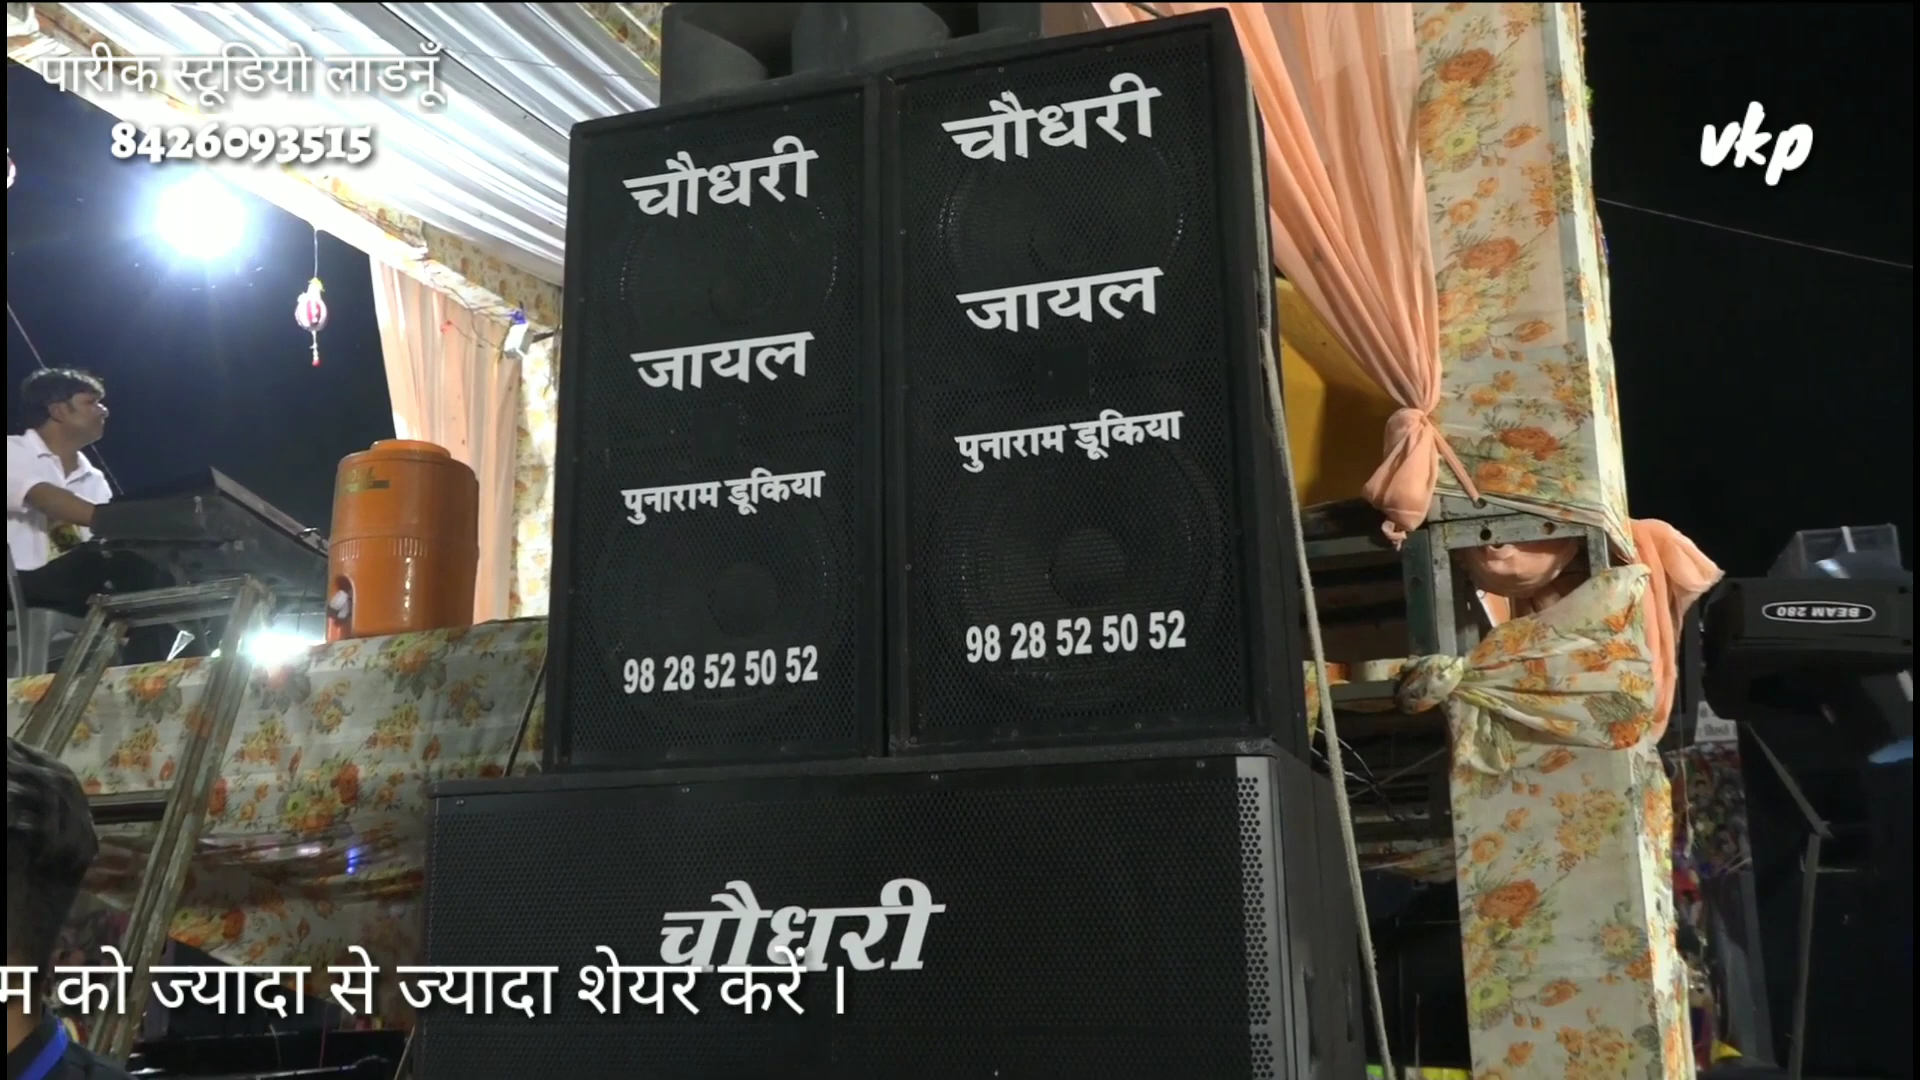 पारीक स्टूडियो लाडनूँ
8426093515
vkp
चौधरी
जायल
पुनाराम डूकिया
98 28 52 50 52
चौधरी
जायल
पुनाराम डूकिया
98 28 52 50 52
BEAM 280
चौधरी
म को ज्यादा से ज्यादा शेयर करें ।